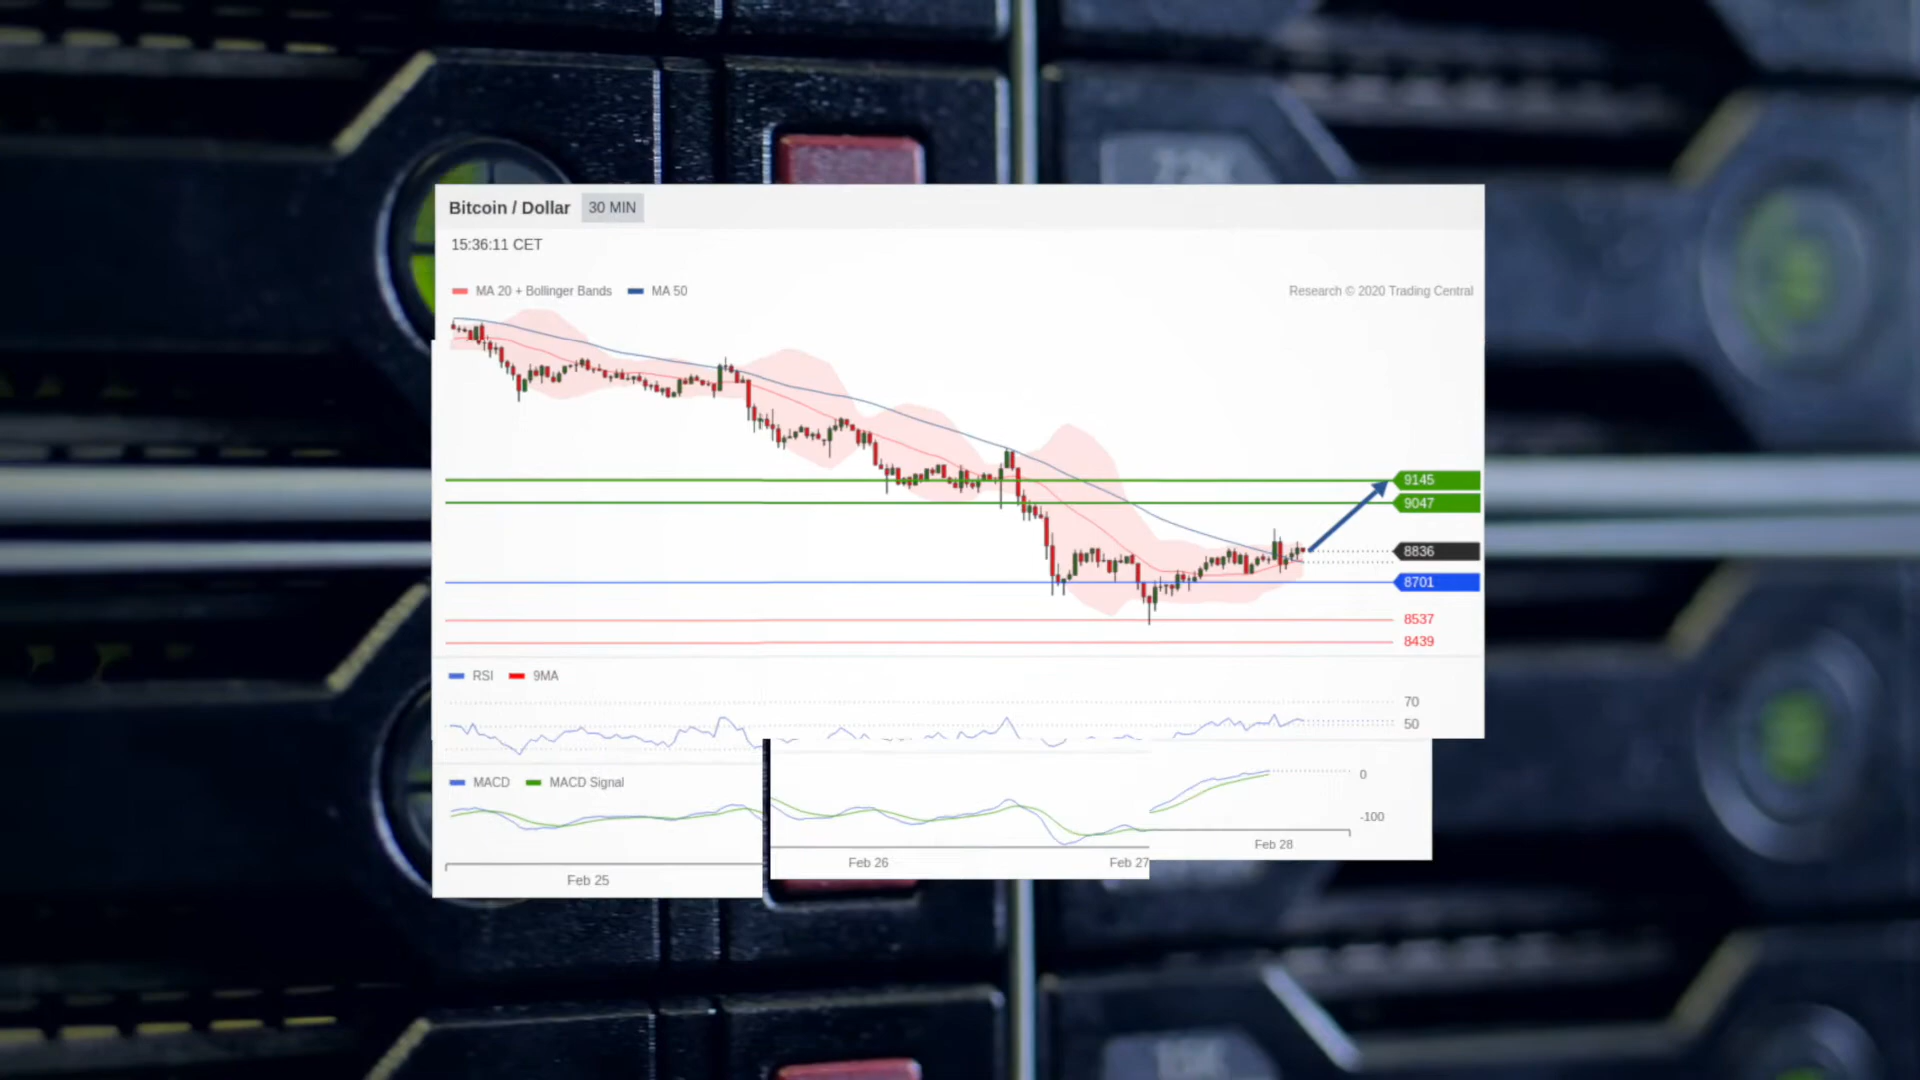 Bitcoin / Dollar 30 MIN
15:36:11 CET
MA 20 + Bollinger Bands MA 50
Research © 2020 Trading Central
9145
9047
8836
8701
8537
8439
RSI 9MA
70
50
MACD MACD Signal
0
-100
Feb 25
Feb 26
Feb 27
Feb 28